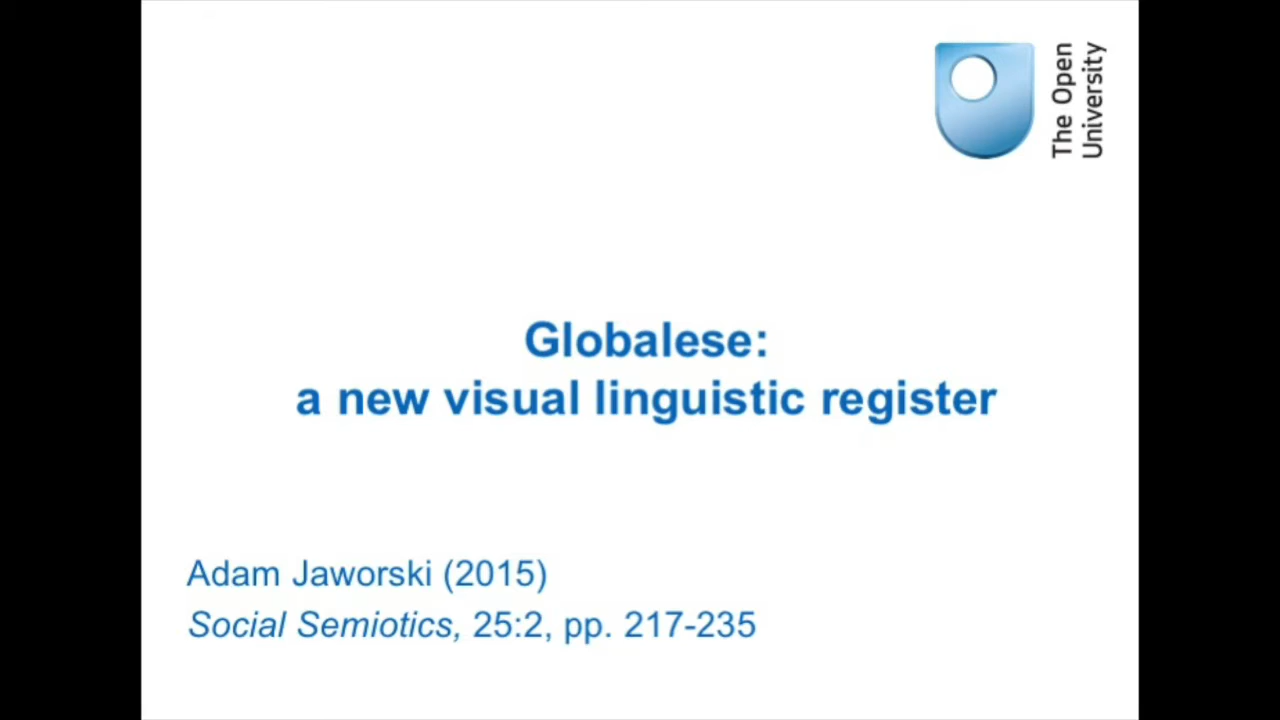 The Open
University
Globalese:
a new visual linguistic register
Adam Jaworski (2015)
Social Semiotics, 25:2, pp. 217-235